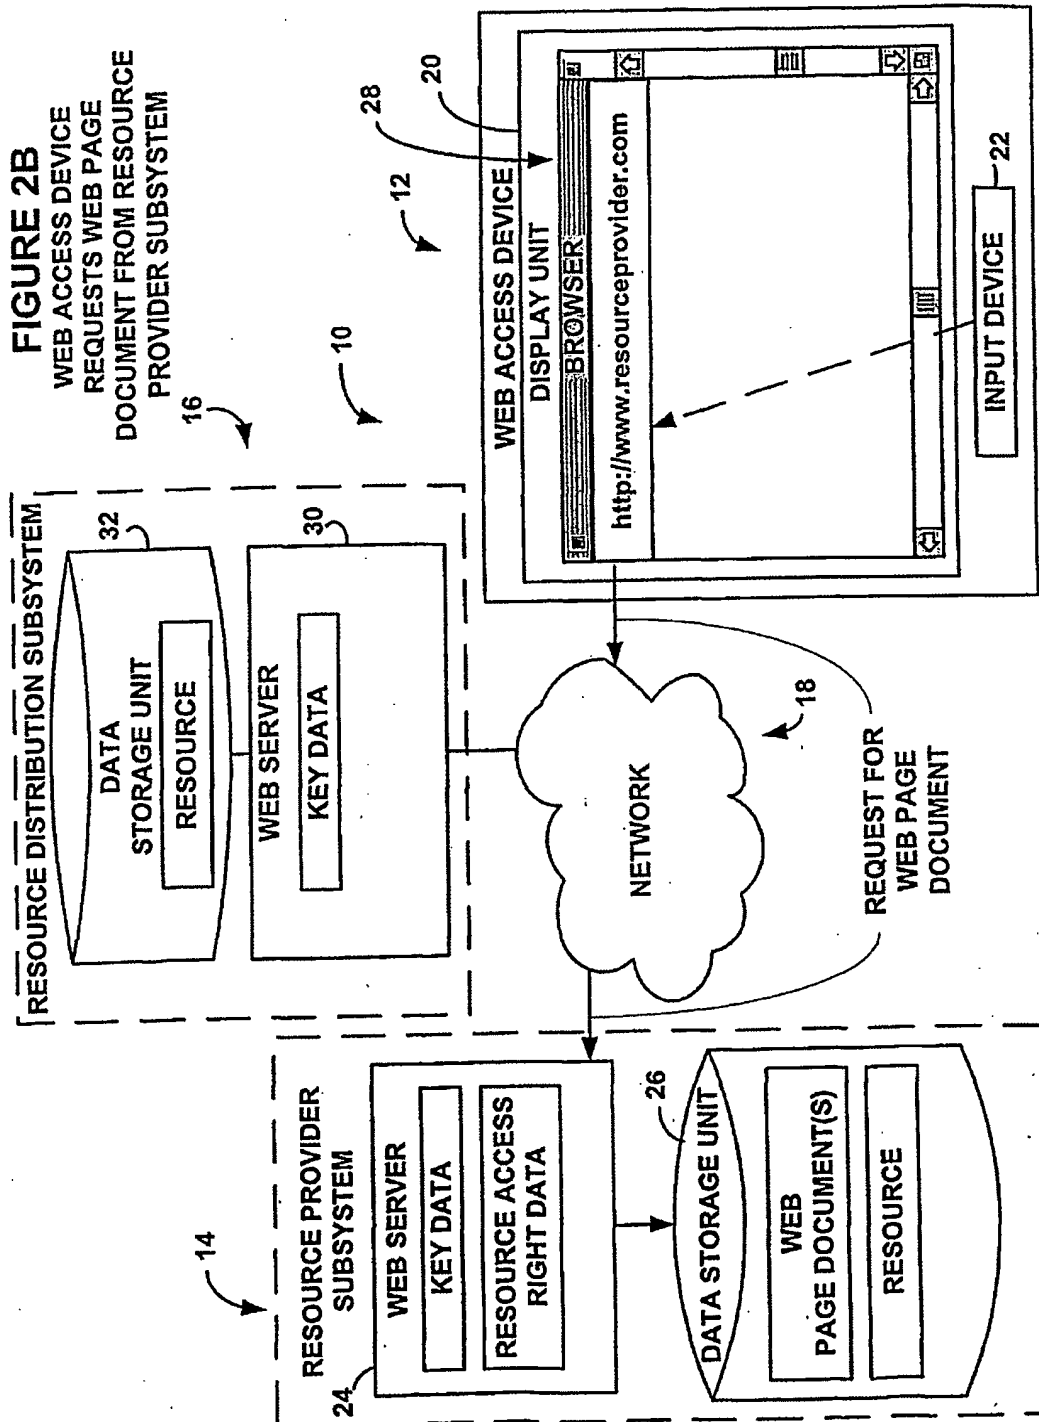 FIGURE 2B
WEB ACCESS DEVICE
REQUESTS WEB PAGE
DOCUMENT FROM RESOURCE
PROVIDER SUBSYSTEM
16
10
12
RESOURCE DISTRIBUTION SUBSYSTEM
32
DATA
STORAGE UNIT
RESOURCE
30
WEB SERVER
KEY DATA
20
28
WEB ACCESS DEVICE
DISPLAY UNIT
BROWSER
http://www.resourceprovider.com
22
INPUT DEVICE
14
RESOURCE PROVIDER
SUBSYSTEM
24
WEB SERVER
KEY DATA
RESOURCE ACCESS
RIGHT DATA
26
DATA STORAGE UNIT
WEB
PAGE DOCUMENT(S)
RESOURCE
NETWORK
18
REQUEST FOR
WEB PAGE
DOCUMENT